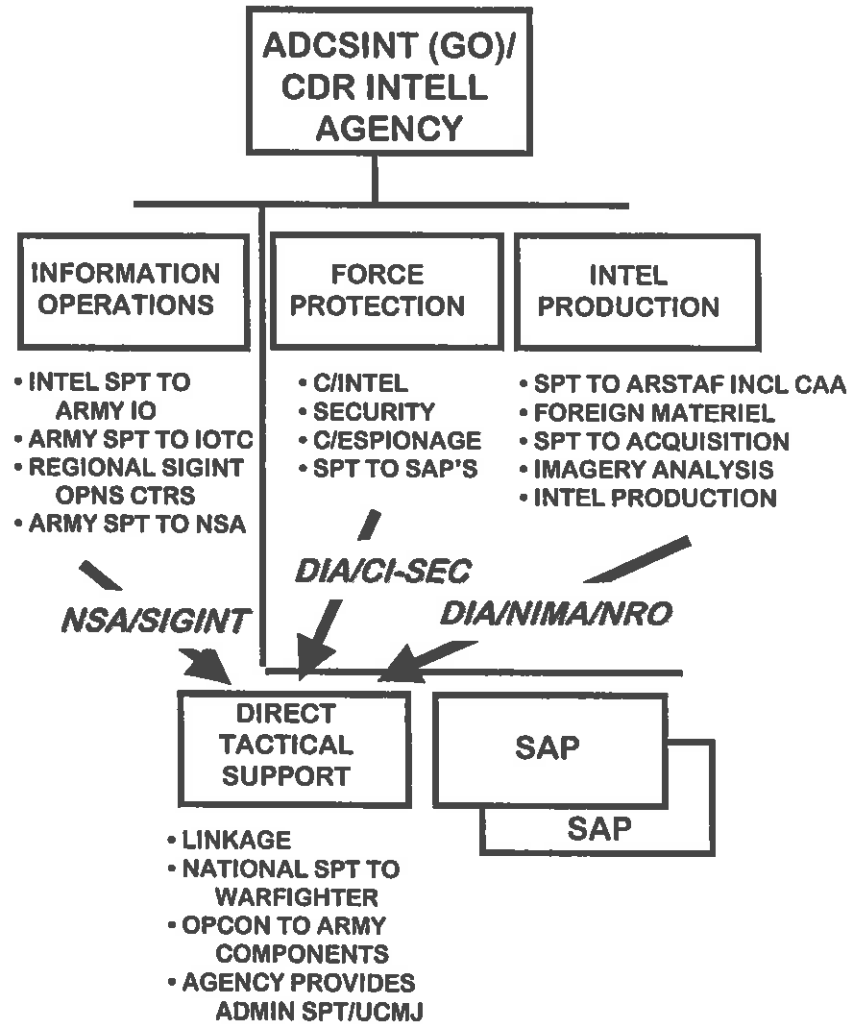 ADCSINT (GO)/
CDR INTELL
AGENCY
INFORMATION
OPERATIONS
• INTEL SPT TO
ARMY IO
• ARMY SPT TO IOTC
• REGIONAL SIGINT
OPNS CTRS
• ARMY SPT TO NSA
FORCE
PROTECTION
• C/INTEL
• SECURITY
• C/ESPIONAGE
• SPT TO SAP'S
INTEL
PRODUCTION
• SPT TO ARSTAF INCL CAA
• FOREIGN MATERIEL
• SPT TO ACQUISITION
• IMAGERY ANALYSIS
• INTEL PRODUCTION
NSA/SIGINT
DIA/CI-SEC
DIA/NIMA/NRO
DIRECT
TACTICAL
SUPPORT
• LINKAGE
• NATIONAL SPT TO
WARFIGHTER
• OPCON TO ARMY
COMPONENTS
• AGENCY PROVIDES
ADMIN SPT/UCMJ
SAP
SAP